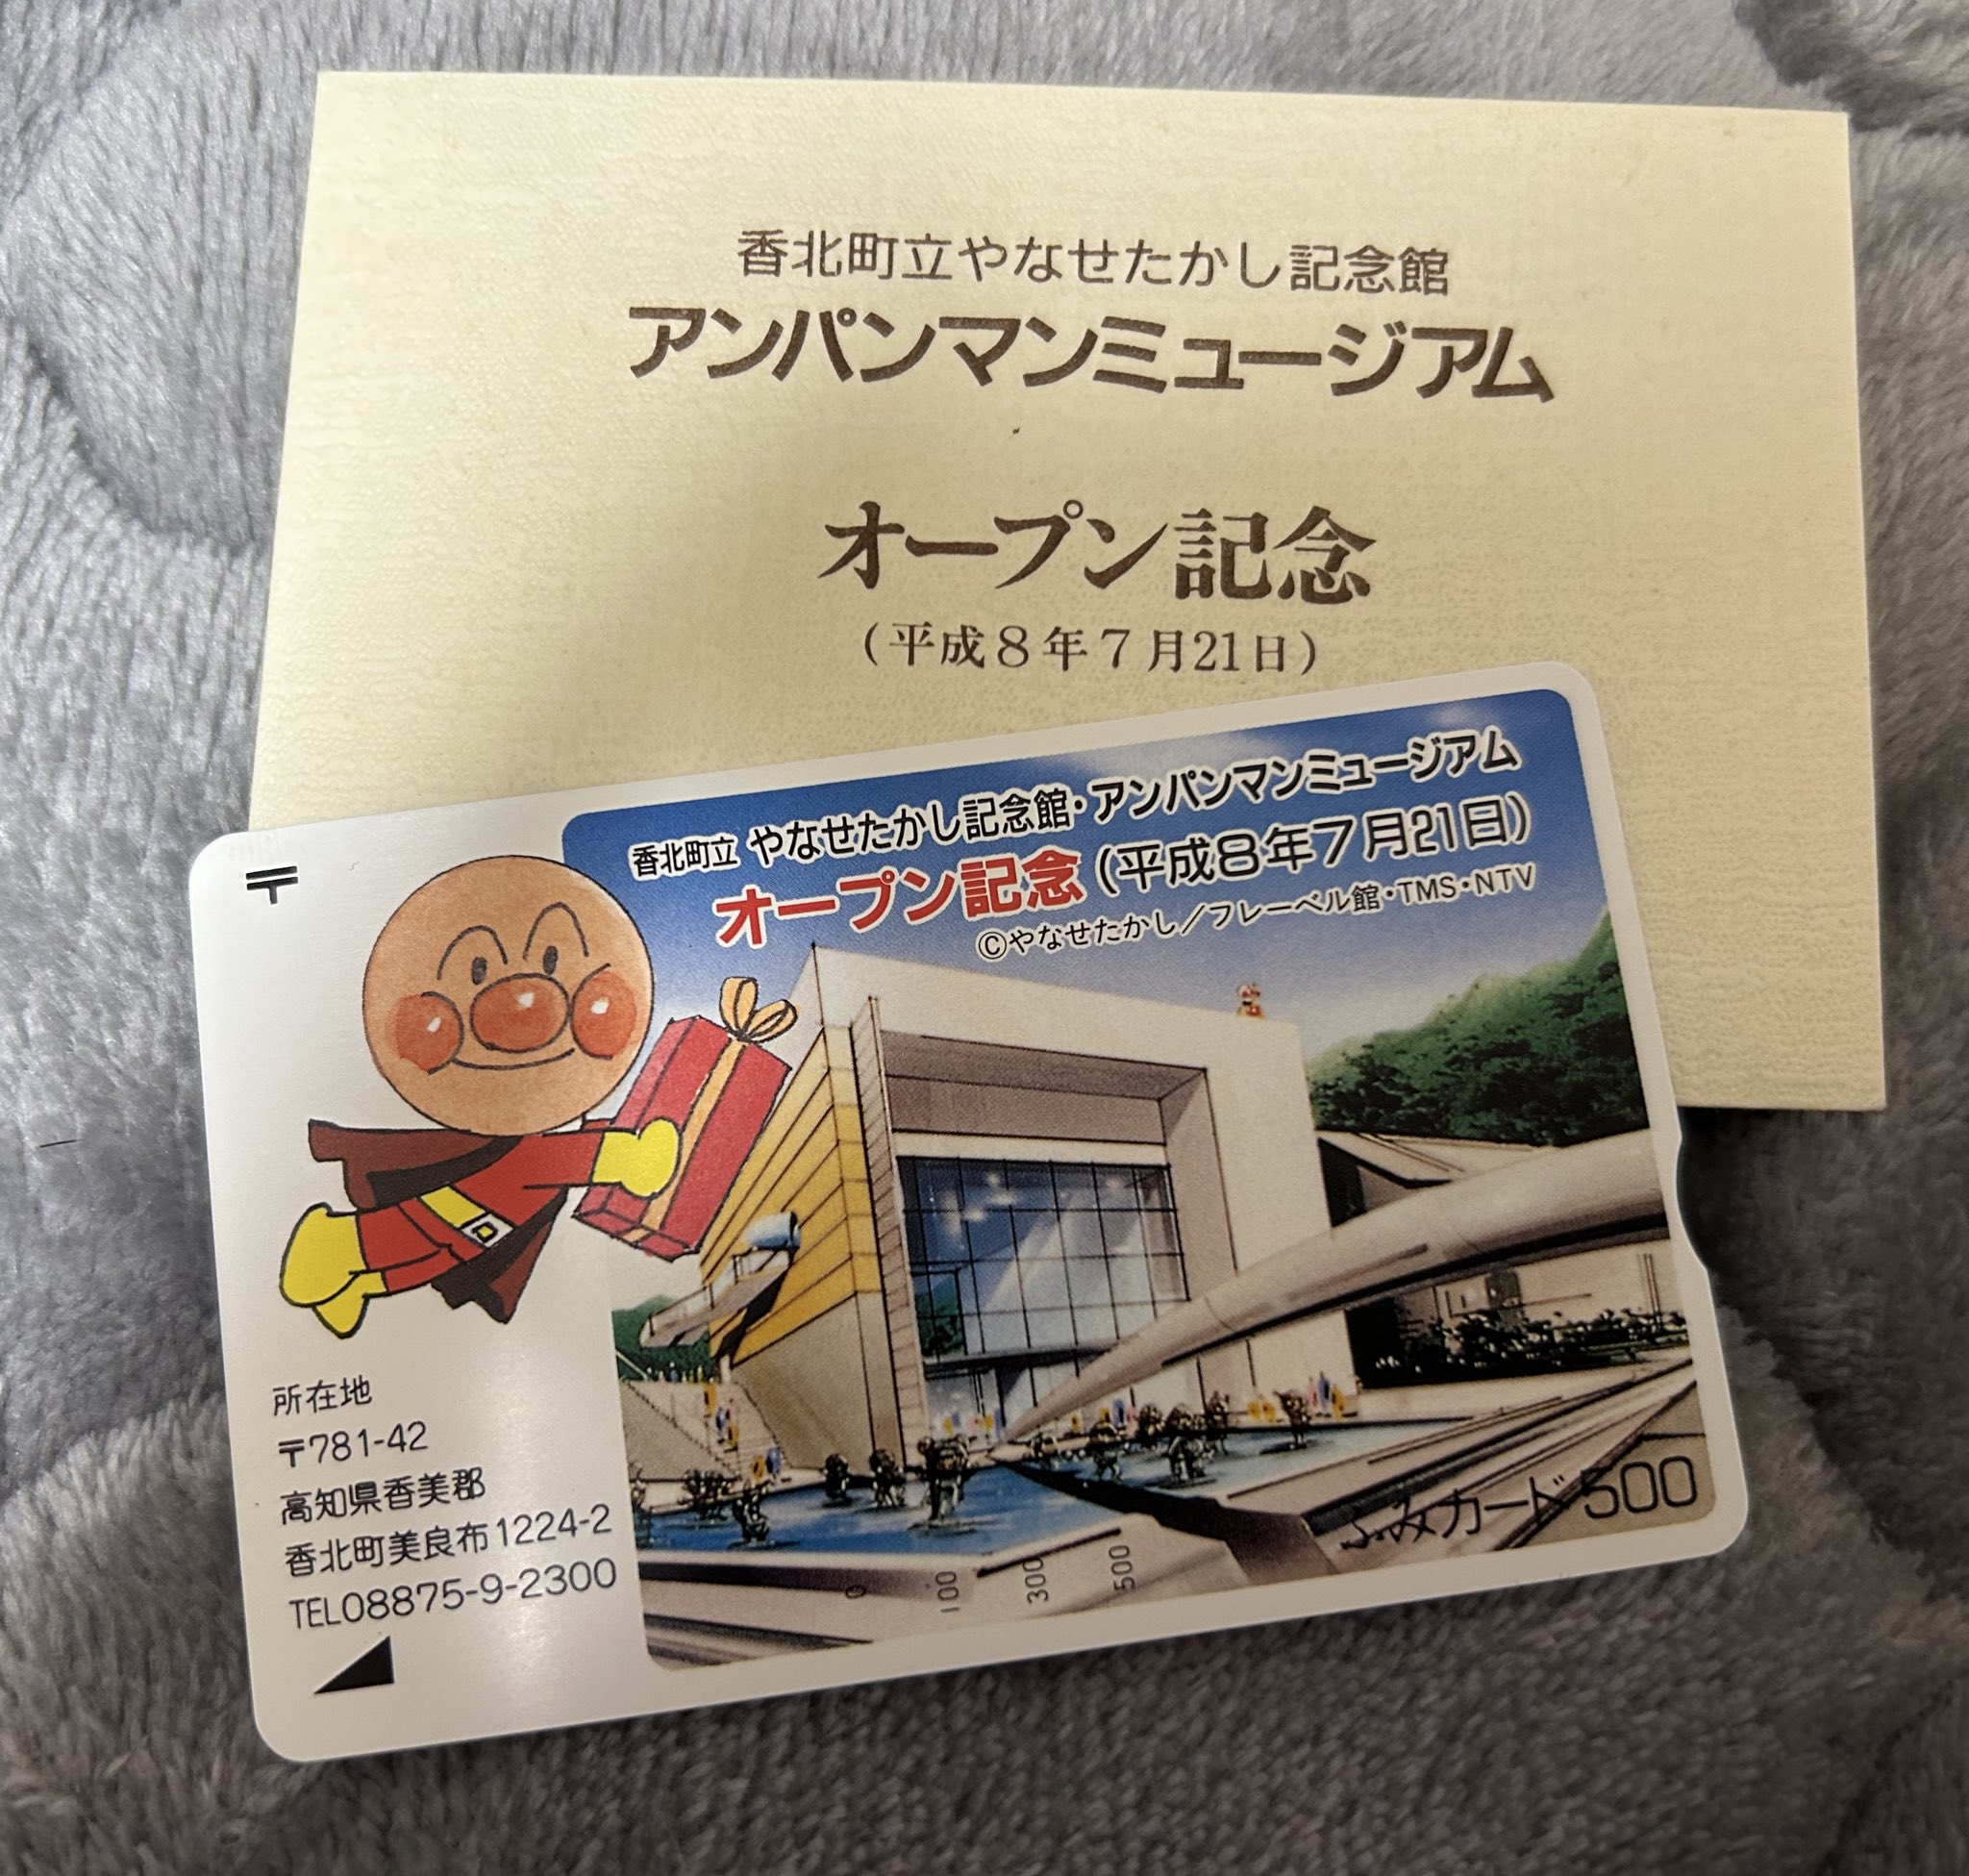 香北町立やなせたかし記念館
アンパンマンミュージアム
オープン記念
(平成8年7月21日)
〒
香北町立 やなせたかし記念館・アンパンマンミュージアム
オープン記念(平成8年7月21日)
©やなせたかし/フレーベル館・TMS・NTV
所在地
〒781-42
高知県香美郡
香北町美良布1224-2
TEL08875-9-2300
ふみカード500
0 100 300 500